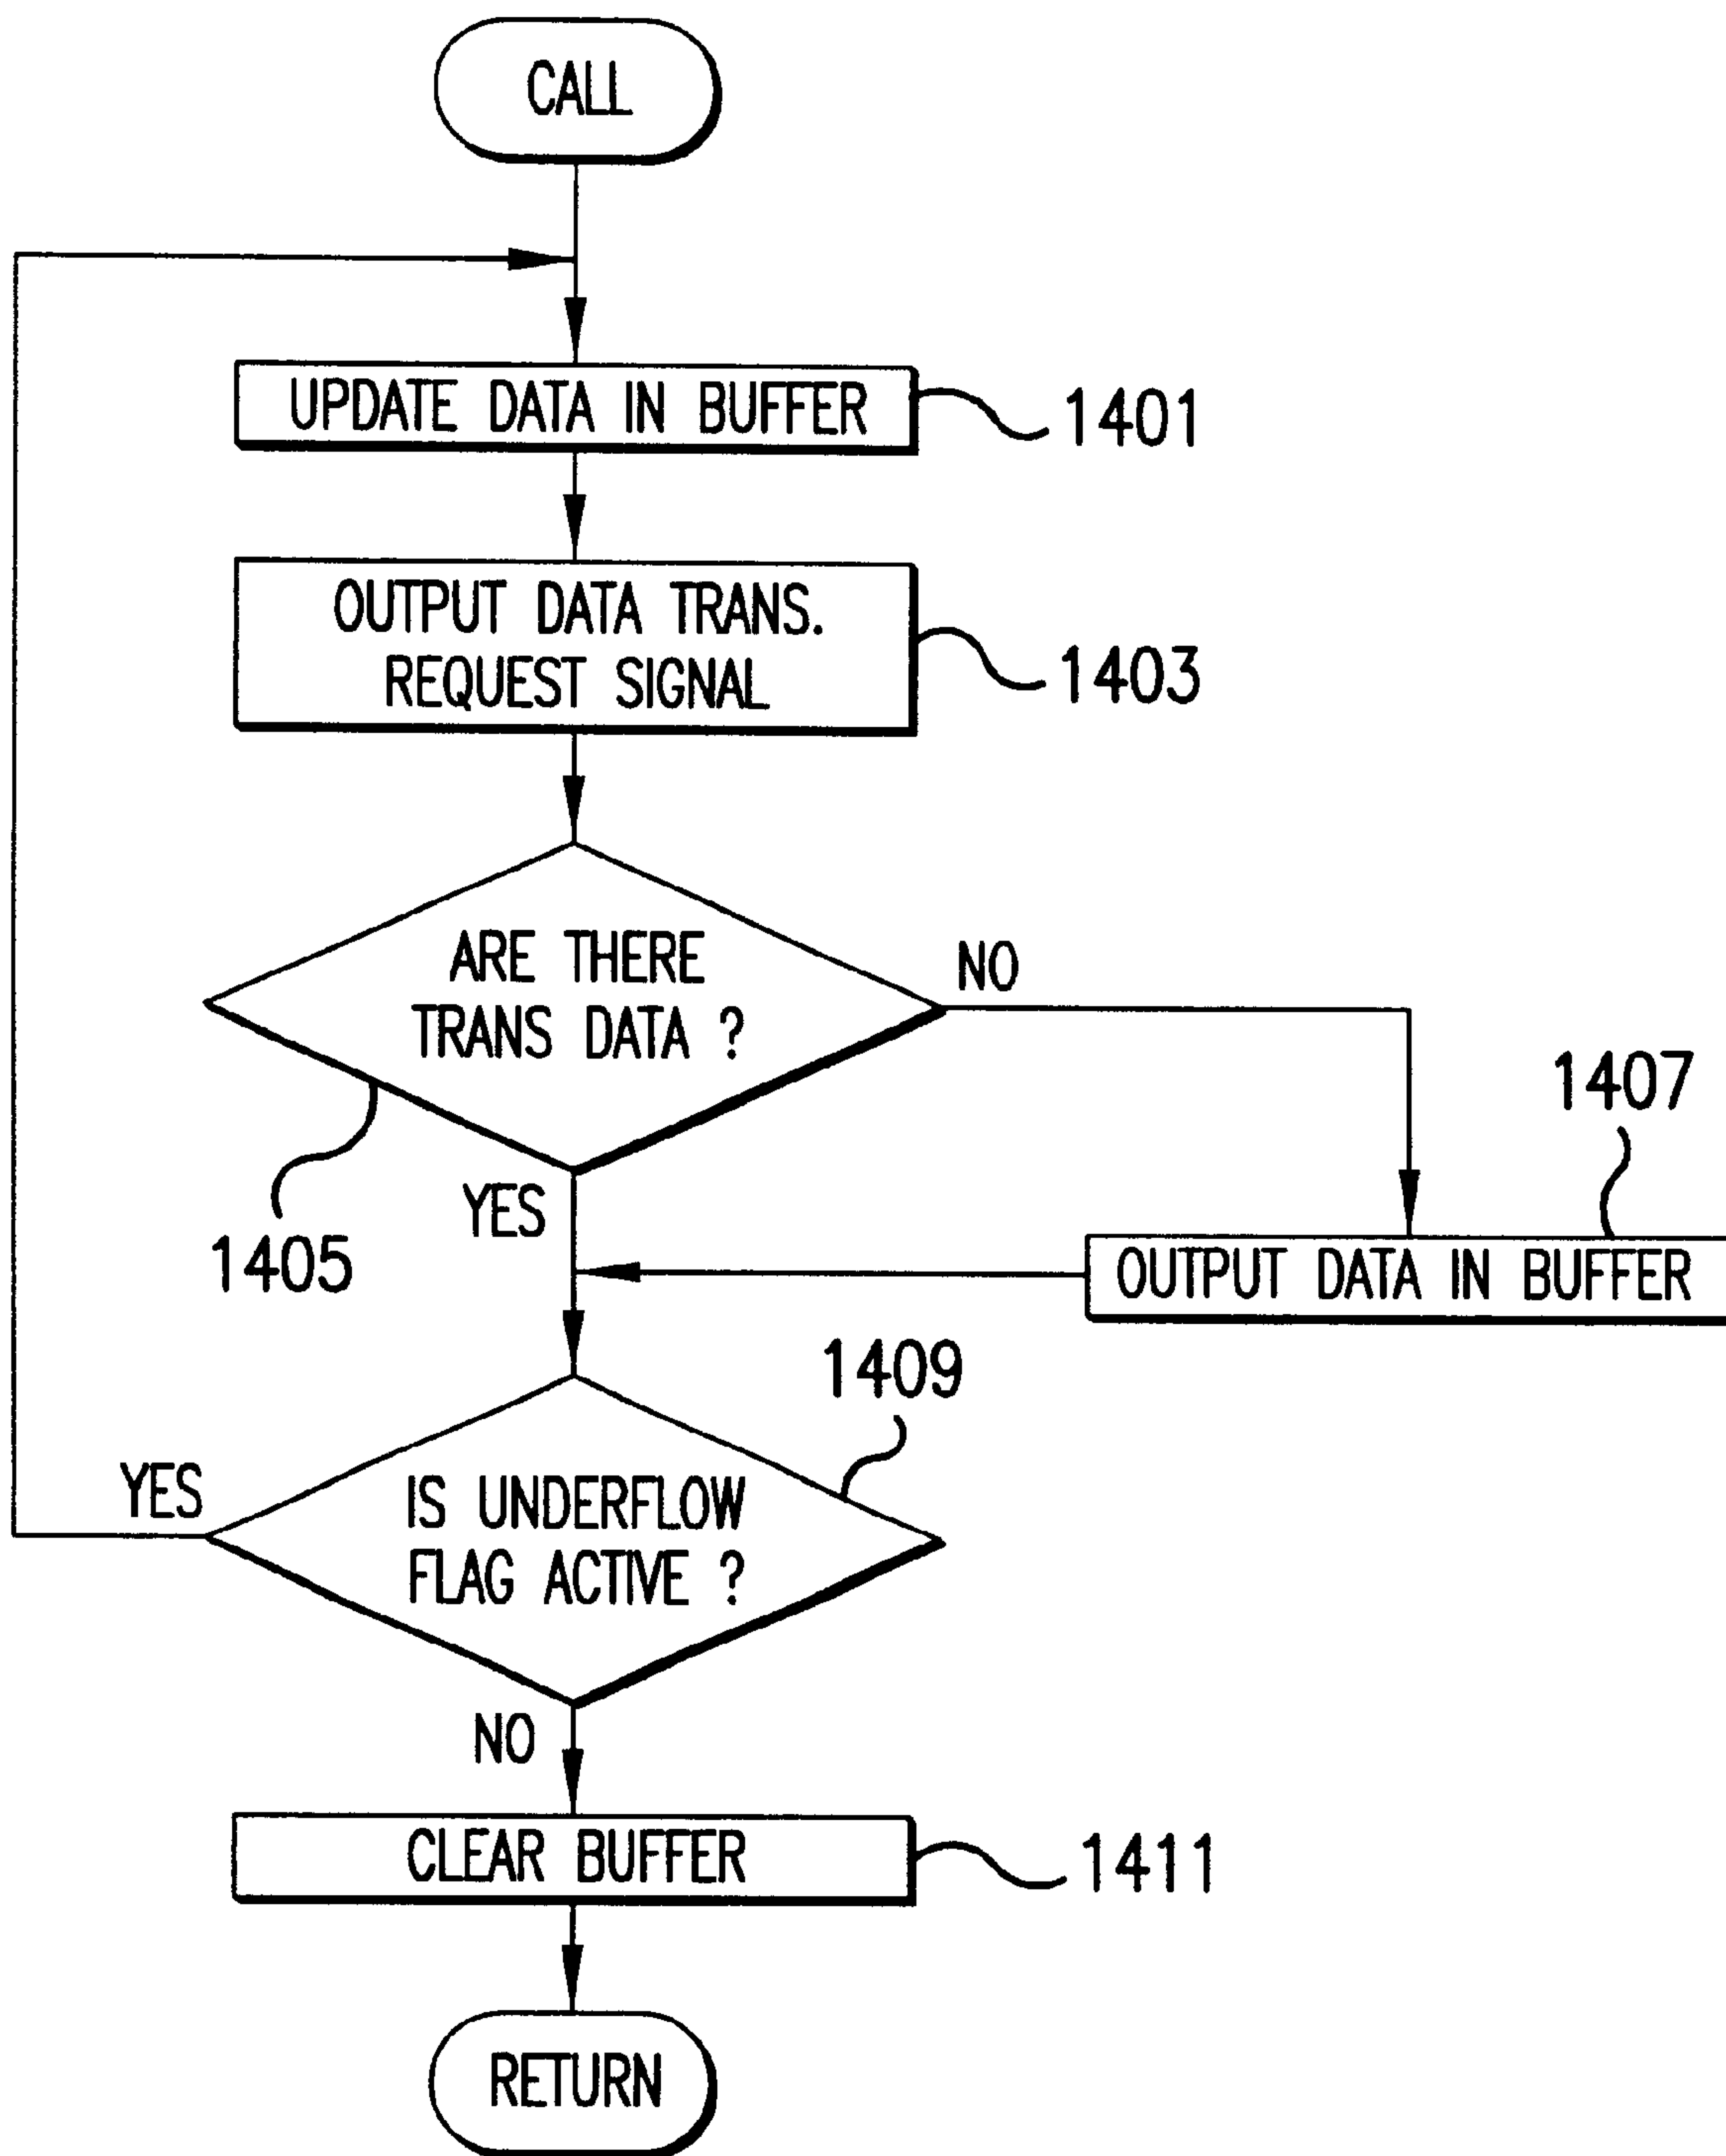 CALL
UPDATE DATA IN BUFFER
1401
OUTPUT DATA TRANS.
REQUEST SIGNAL
1403
ARE THERE
TRANS DATA ?
NO
1405
YES
1407
OUTPUT DATA IN BUFFER
1409
YES
IS UNDERFLOW
FLAG ACTIVE ?
NO
CLEAR BUFFER
1411
RETURN